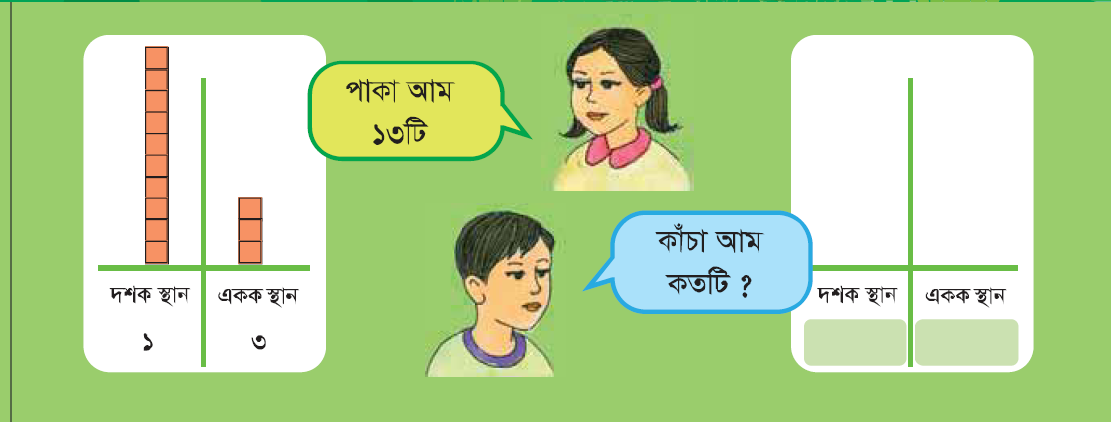 পাকা আম
১৩টি
কাঁচা আম
কতটি ?
দশক স্থান একক স্থান
১ ৩
দশক স্থান একক স্থান